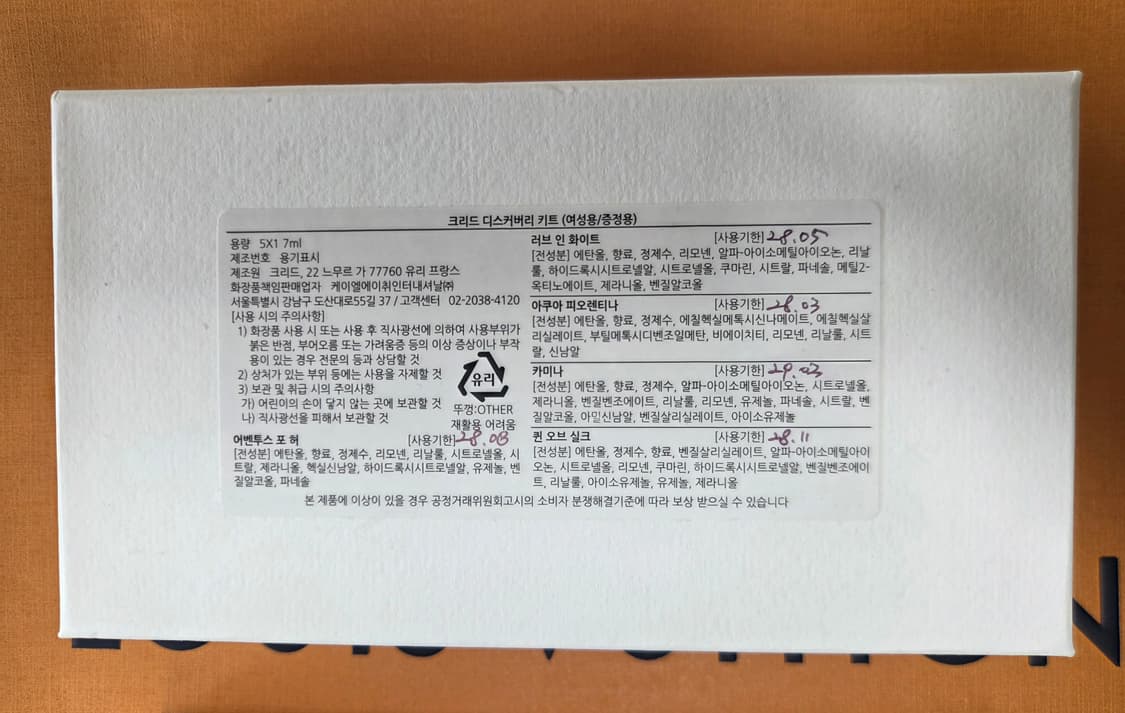 크리드 디스커버리 키트 (여성용/증정용)
용량 5X1 7ml
제조번호 용기표시
제조원 크리드, 22 느무르 가 77760 유리 프랑스
화장품책임판매업자 케이엘에이취인터내셔날㈜
서울특별시 강남구 도산대로55길 37 / 고객센터 02-2038-4120
[사용 시의 주의사항]
1) 화장품 사용 시 또는 사용 후 직사광선에 의하여 사용부위가
붉은 반점, 부어오름 또는 가려움증 등의 이상 증상이나 부작
용이 있는 경우 전문의 등과 상담할 것
2) 상처가 있는 부위 등에는 사용을 자제할 것
3) 보관 및 취급 시의 주의사항
가) 어린이의 손이 닿지 않는 곳에 보관할 것
나) 직사광선을 피해서 보관할 것
유리
뚜껑:OTHER
재활용 어려움
어벤투스 포 허 [사용기한] 28.08
[전성분] 에탄올, 향료, 정제수, 리모넨, 리날룰, 시트로넬올, 시
트랄, 제라니올, 헥실신남알, 하이드록시시트로넬알, 유제놀, 벤
질알코올, 파네솔
러브 인 화이트 [사용기한] 28.05
[전성분] 에탄올, 향료, 정제수, 리모넨, 알파-아이소메틸아이오논, 리날
룰, 하이드록시시트로넬알, 시트로넬올, 쿠마린, 시트랄, 파네솔, 메틸2-
옥티노에이트, 제라니올, 벤질알코올
아쿠아 피오렌티나 [사용기한] 28.03
[전성분] 에탄올, 향료, 정제수, 에칠헥실메톡시신나메이트, 에칠헥실살
리실레이트, 부틸메톡시디벤조일메탄, 비에이치티, 리모넨, 리날룰, 시트
랄, 신남알
카미나 [사용기한] 29.03
[전성분] 에탄올, 향료, 정제수, 알파-아이소메틸아이오논, 시트로넬올,
제라니올, 벤질벤조에이트, 리날룰, 리모넨, 유제놀, 파네솔, 시트랄, 벤
질알코올, 아밀신남알, 벤질살리실레이트, 아이소유제놀
퀸 오브 실크 [사용기한] 28.11
[전성분] 에탄올, 정제수, 향료, 벤질살리실레이트, 알파-아이소메틸아이
오논, 시트로넬올, 리모넨, 쿠마린, 하이드록시시트로넬알, 벤질벤조에이
트, 리날룰, 아이소유제놀, 유제놀, 제라니올
본 제품에 이상이 있을 경우 공정거래위원회고시의 소비자 분쟁해결기준에 따라 보상 받으실 수 있습니다